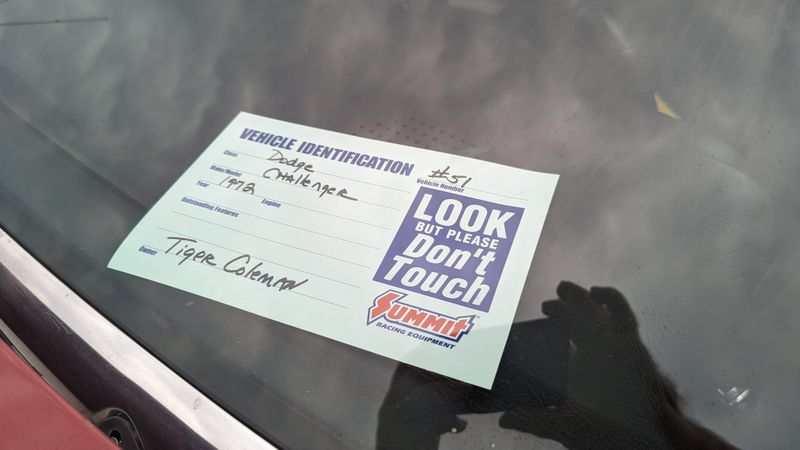 VEHICLE IDENTIFICATION
#51
Vehicle Number
Class Dodge
Make/Model Challenger
Year 1972 Engine
Outstanding Features
Owner Tiger Coleman
LOOK
BUT PLEASE
Don't
Touch
SUMMIT
RACING EQUIPMENT